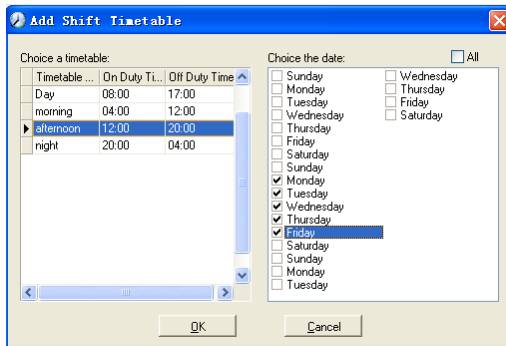 Add Shift Timetable
Choice a timetable:
Timetable ... On Duty Ti... Off Duty Time
Day 08:00 17:00
morning 04:00 12:00
afternoon 12:00 20:00
night 20:00 04:00
Choice the date: All
Sunday
Monday
Tuesday
Wednesday
Thursday
Friday
Saturday
Sunday
Monday
Tuesday
Wednesday
Thursday
Friday
Saturday
Sunday
Monday
Tuesday
Wednesday
Thursday
Friday
Saturday
OK Cancel